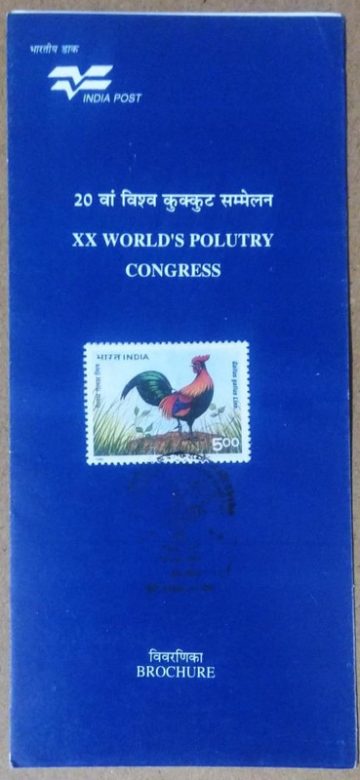 भारतीय डाक
INDIA POST
20 वां विश्व कुक्कुट सम्मेलन
XX WORLD'S POLUTRY
CONGRESS
भारत INDIA
5.00
विवरणिका
BROCHURE